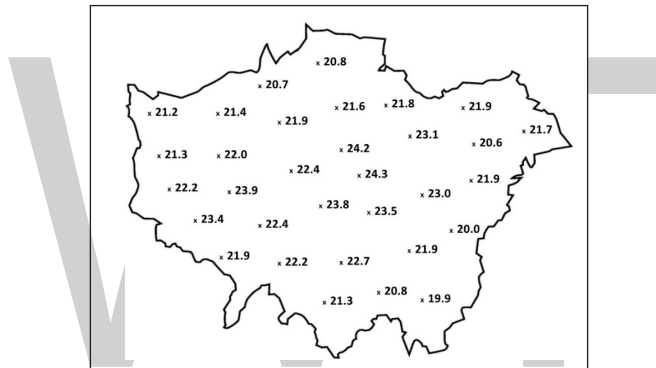 x 20.8
x 20.7
x 21.2
x 21.4
x 21.9
x 21.6
x 21.8
x 21.9
x 21.7
x 23.1
x 20.6
x 21.3
x 22.0
x 24.2
x 22.4
x 24.3
x 21.9
x 22.2
x 23.9
x 23.0
x 23.8
x 23.5
x 23.4
x 22.4
x 20.0
x 21.9
x 21.9
x 22.2
x 22.7
x 20.8
x 21.3
x 19.9